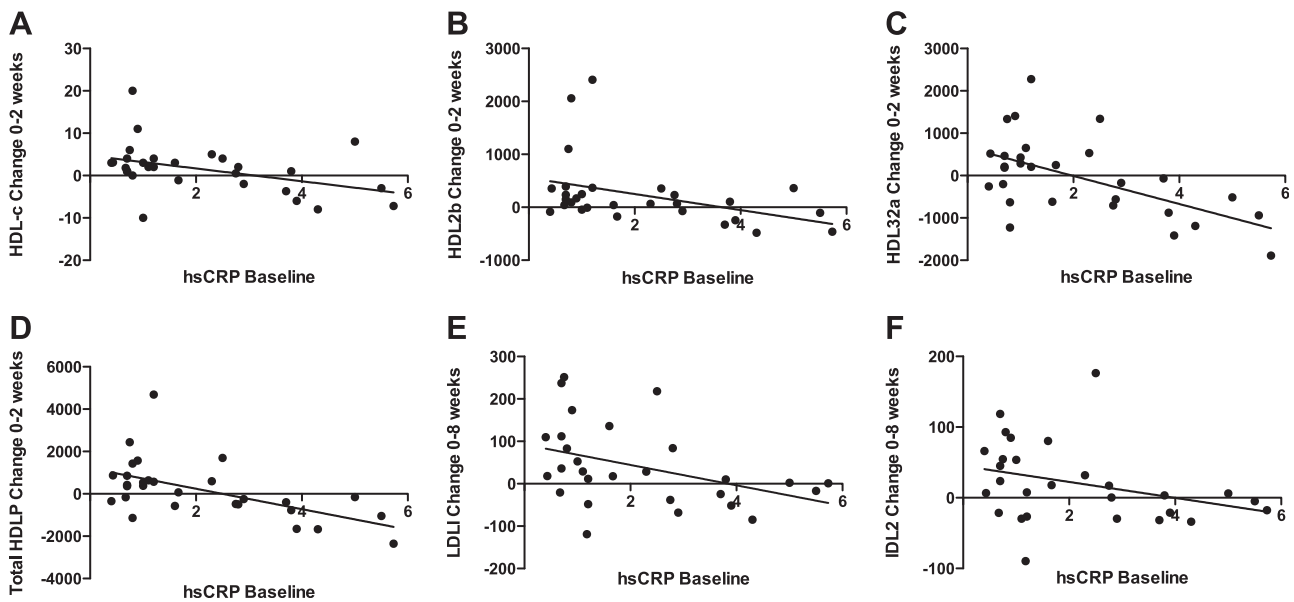 A
HDL-c Change 0-2 weeks
30
20
10
0
-10
-20
2
4
6
hsCRP Baseline
B
HDL2b Change 0-2 weeks
3000
2000
1000
0
-1000
2
4
6
hsCRP Baseline
C
HDL32a Change 0-2 weeks
3000
2000
1000
0
-1000
-2000
2
4
6
hsCRP Baseline
D
Total HDLP Change 0-2 weeks
6000
4000
2000
0
-2000
-4000
2
4
6
hsCRP Baseline
E
LDLI Change 0-8 weeks
300
200
100
0
-100
-200
2
4
6
hsCRP Baseline
F
IDL2 Change 0-8 weeks
200
100
0
-100
2
4
6
hsCRP Baseline